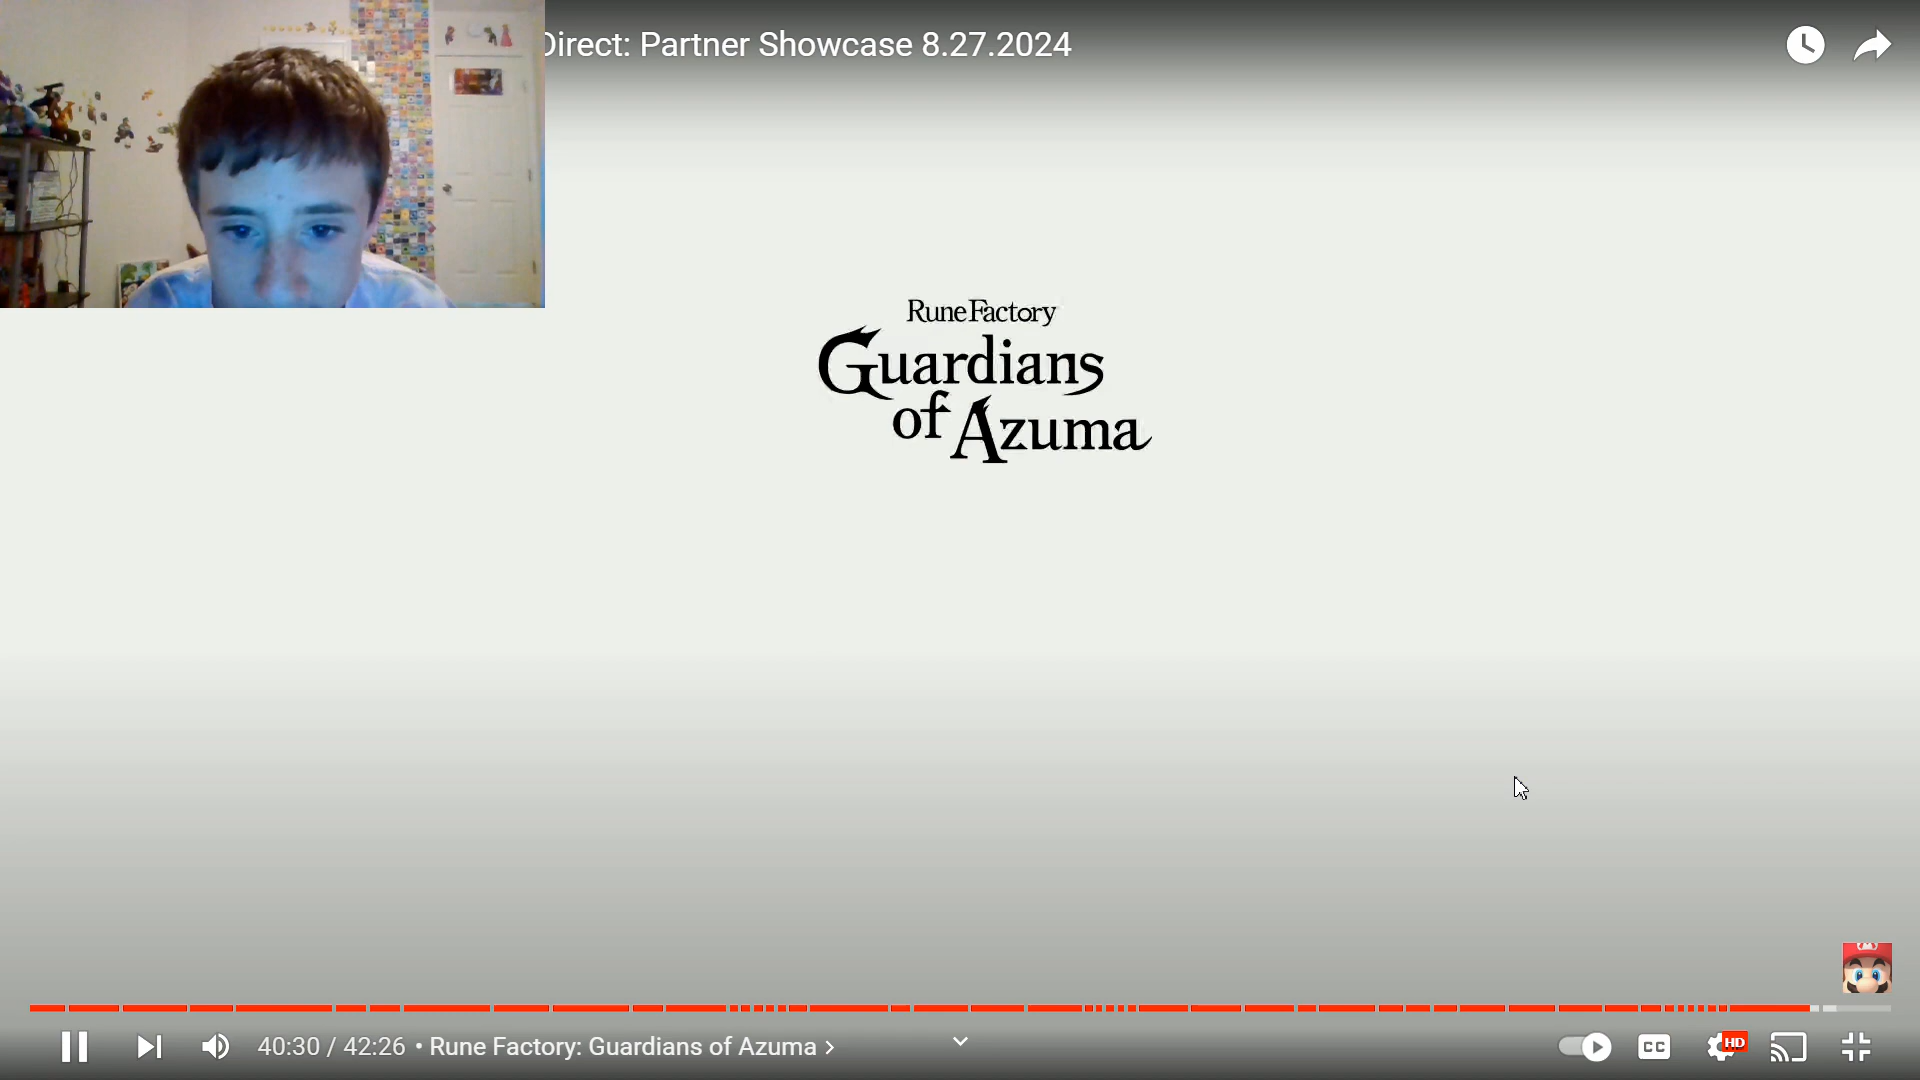 Direct: Partner Showcase 8.27.2024
Rune Factory
Guardians
of Azuma
40:30 / 42:26 • Rune Factory: Guardians of Azuma >
CC
HD